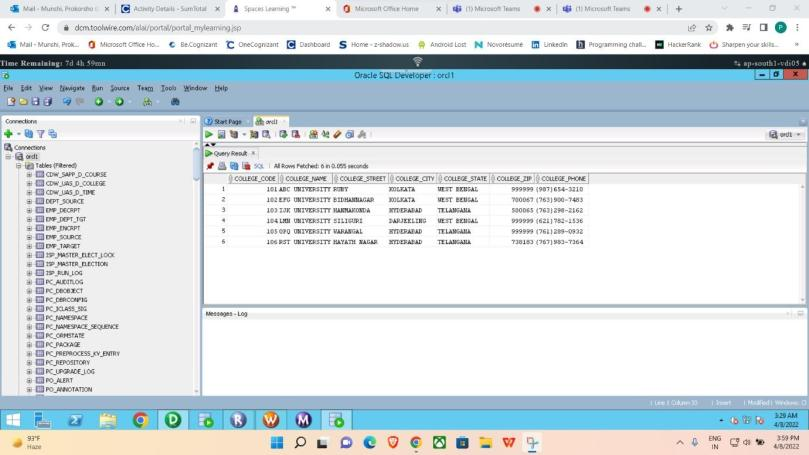 Mail - Munshi, Prokordho Activity Details - SumTotal Spaces Learning ™ Microsoft Office Home (1) Microsoft Teams (1) Microsoft Teams
dcm.toolwire.com/alai/portal/portal_mylearning.jsp
Mail - Munshi, Prok... Microsoft Office Ho... Be.Cognizant OneCognizant Dashboard Home - z-shadow.us Android Lost Novorésumé LinkedIn Programming chall... HackerRank Sharpen your skills...
Time Remaining: 7d 4h 59mn ap-south1-vdi05
Oracle SQL Developer : orcl1
File Edit View Navigate Run Source Team Tools Window Help
Connections Start Page orcl1
orcl1
Connections Query Result
orcl1
Tables (Filtered) SQL | All Rows Fetched: 6 in 0.055 seconds
CDW_SAPP_D_COURSE
CDW_UAS_D_COLLEGE
CDW_UAS_D_TIME
DEPT_SOURCE
EMP_DECRPT
EMP_DEPT_TGT
EMP_ENCRPT
EMP_SOURCE
EMP_TARGET
ISP_MASTER_ELECT_LOCK
ISP_MASTER_ELECTION
ISP_RUN_LOG
PC_AUDITLOG
PC_DBOBJECT
PC_DBRCONFIG
PC_ICLASS_SIG
PC_NAMESPACE
PC_NAMESPACE_SEQUENCE
PC_ORMSTATE
PC_PACKAGE
PC_PREPROCESS_KY_ENTRY
PC_REPOSITORY
PC_UPGRADE_LOG
PO_ALERT
PO_ANNOTATION
COLLEGE_CODE COLLEGE_NAME COLLEGE_STREET COLLEGE_CITY COLLEGE_STATE COLLEGE_ZIP COLLEGE_PHONE
1 101 ABC UNIVERSITY RUBY KOLKATA WEST BENGAL 999999 (987)654-3210
2 102 EFG UNIVERSITY BIDHANNAGAR KOLKATA WEST BENGAL 700067 (763)900-7483
3 103 IJK UNIVERSITY HANMAKONDA HYDERABAD TELANGANA 500065 (763)298-2162
4 104 LMN UNIVERSITY SILIGURI DARJEELING WEST BENGAL 999999 (621)782-1536
5 105 OPQ UNIVERSITY WARANGAL HYDERABAD TELANGANA 999999 (761)289-0932
6 106 RST UNIVERSITY HAYATH NAGAR HYDERABAD TELANGANA 738183 (767)983-7364
Messages - Log
Line 1 Column 33 Insert Modified Windows: C
3:29 AM
4/8/2022
93°F
Haze
ENG
IN
3:59 PM
4/8/2022